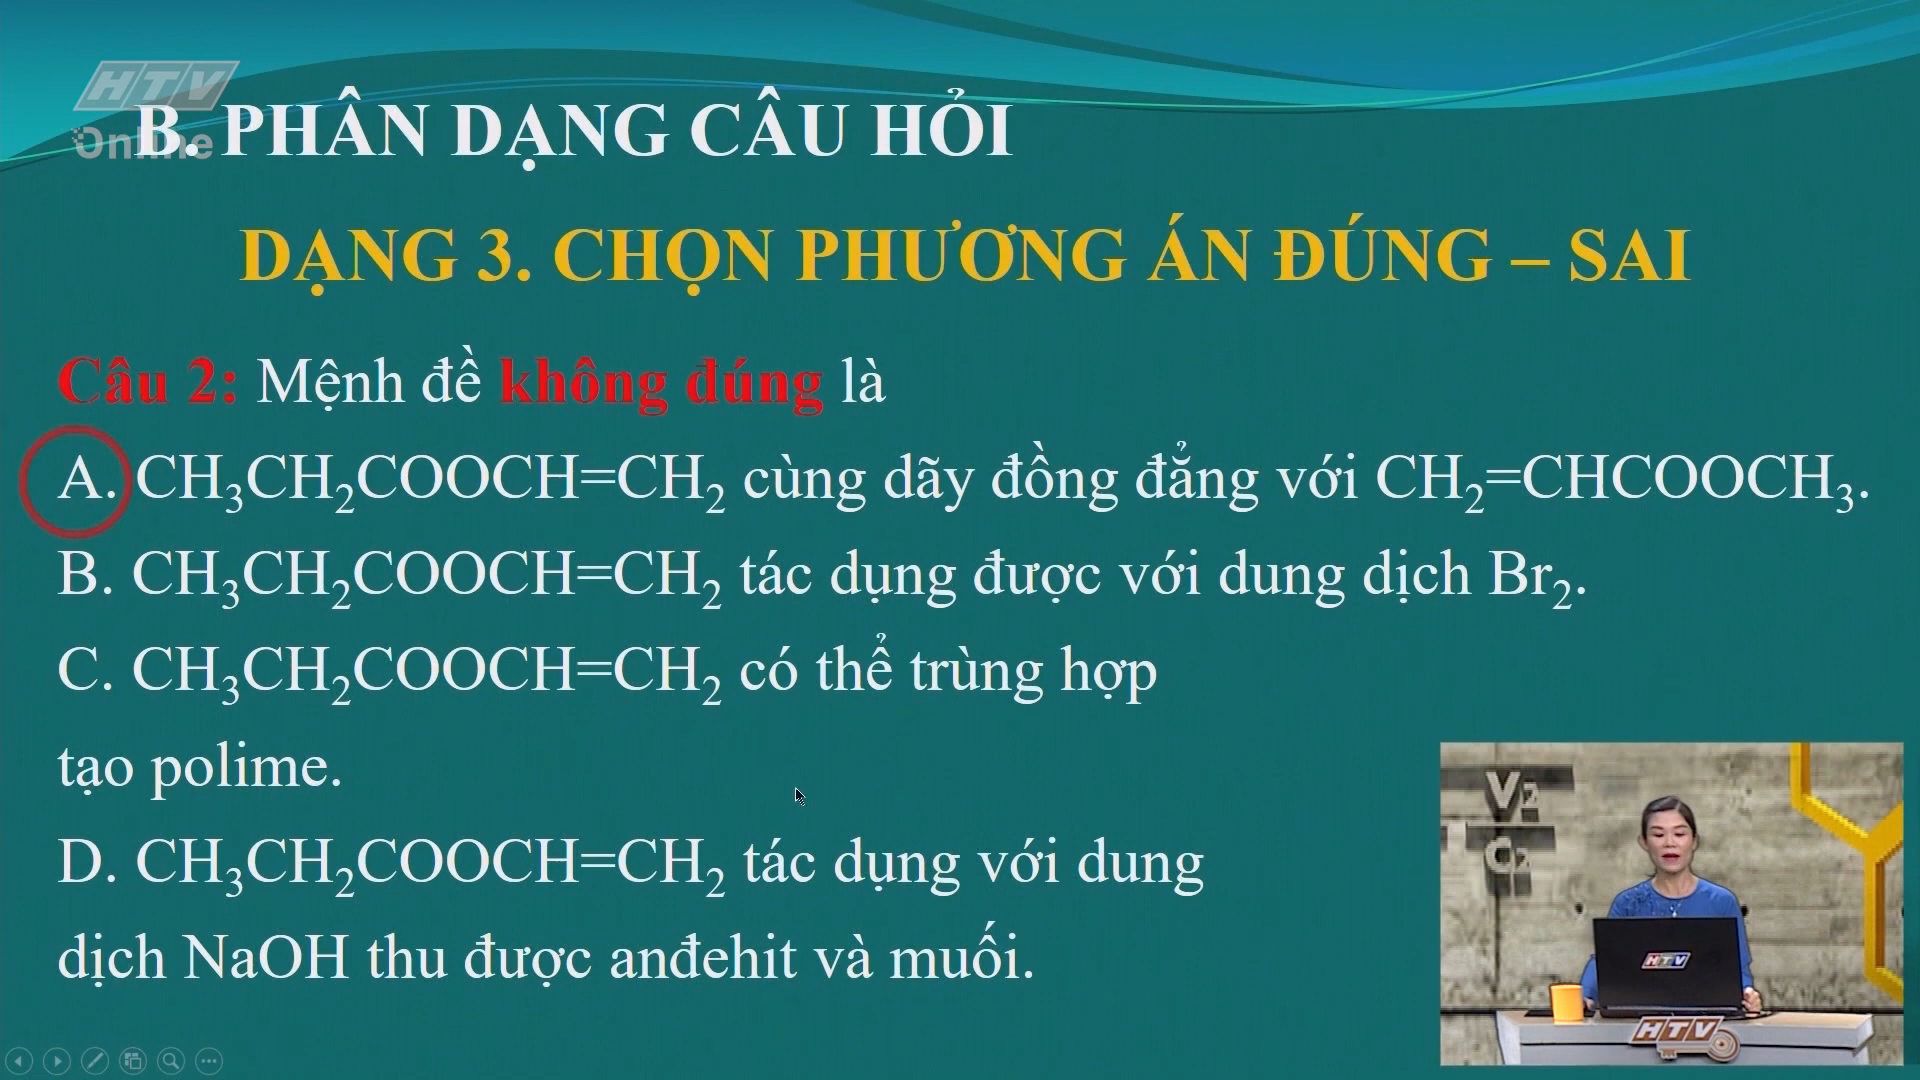 HTV
Online
B. PHÂN DẠNG CÂU HỎI
DẠNG 3. CHỌN PHƯƠNG ÁN ĐÚNG – SAI
Câu 2: Mệnh đề không đúng là
A. CH₃CH₂COOCH=CH₂ cùng dãy đồng đẳng với CH₂=CHCOOCH₃.
B. CH₃CH₂COOCH=CH₂ tác dụng được với dung dịch Br₂.
C. CH₃CH₂COOCH=CH₂ có thể trùng hợp
tạo polime.
D. CH₃CH₂COOCH=CH₂ tác dụng với dung
dịch NaOH thu được anđehit và muối.
HTV
HTV